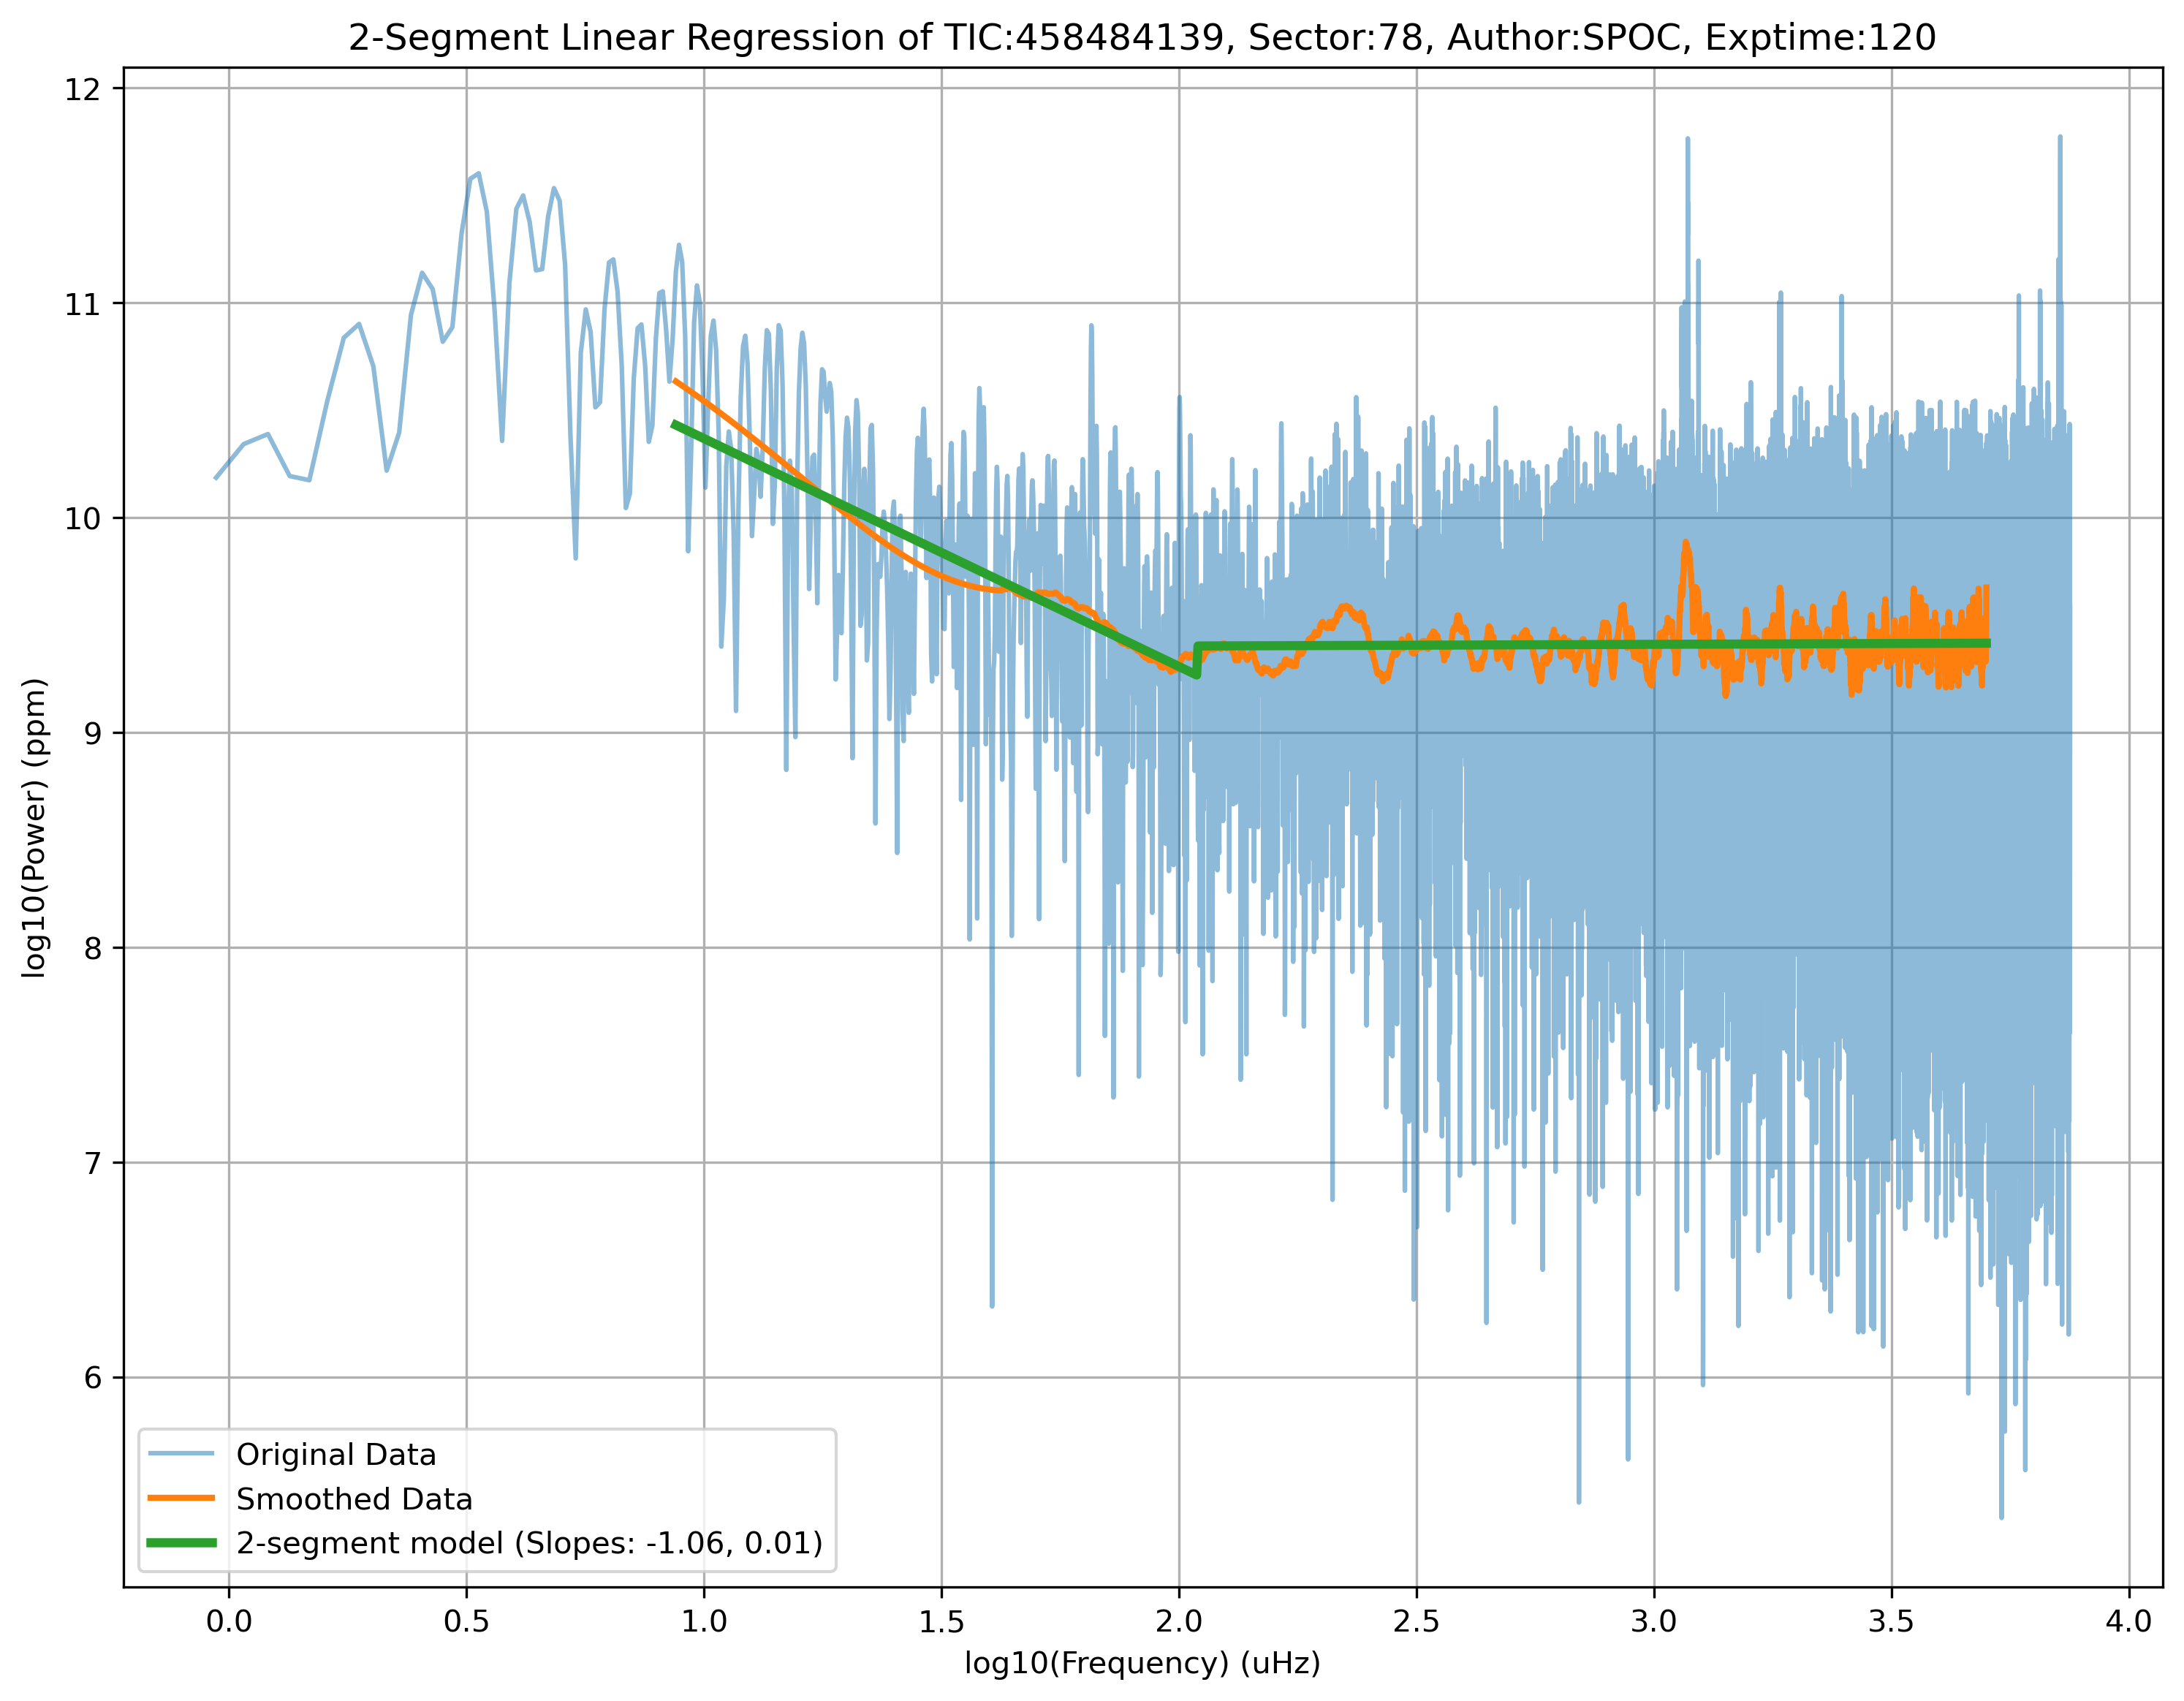 2-Segment Linear Regression of TIC:458484139, Sector:78, Author:SPOC, Exptime:120
log10(Power) (ppm)
12
11
10
9
8
7
6
Original Data
Smoothed Data
2-segment model (Slopes: -1.06, 0.01)
0.0 0.5 1.0 1.5 2.0 2.5 3.0 3.5 4.0
log10(Frequency) (uHz)